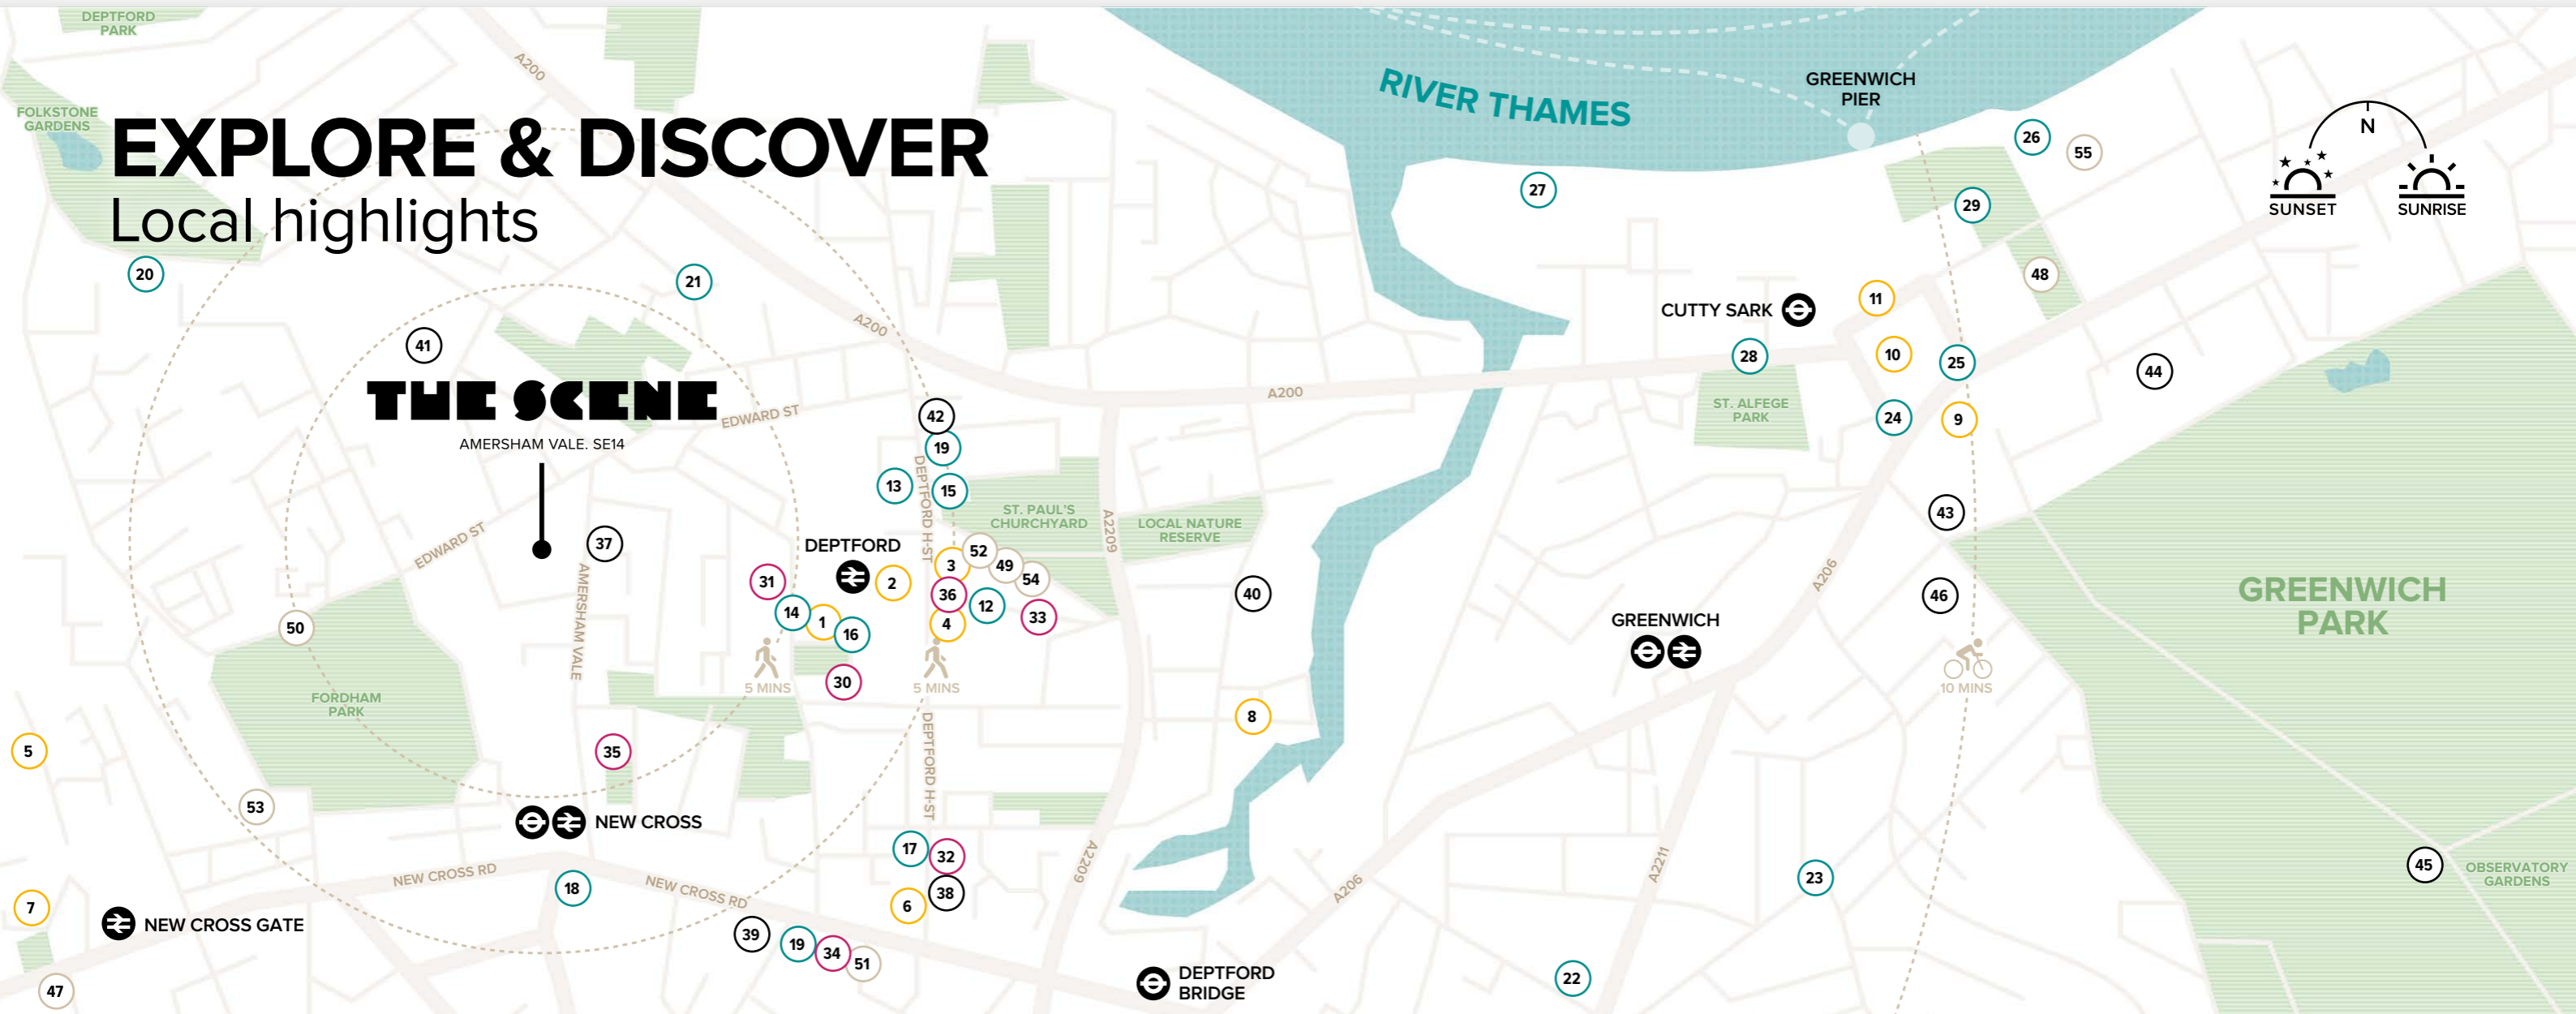 DEPTFORD
PARK
A200
FOLKSTONE
GARDENS
EXPLORE & DISCOVER
Local highlights
RIVER THAMES
GREENWICH
PIER
N
SUNSET
SUNRISE
26
55
27
29
20
21
48
11
CUTTY SARK
A200
41
28
10
25
44
THE SCENE
AMERSHAM VALE. SE14
EDWARD ST
A200
ST. ALFEGE
PARK
42
24
9
19
13
15
DEPTFORD H-ST
ST. PAUL'S
CHURCHYARD
A2209
LOCAL NATURE
RESERVE
43
EDWARD ST
37
DEPTFORD
52
3
49
54
31
2
36
12
40
A206
46
GREENWICH
PARK
14
1
16
4
33
50
AMERSHAM VALE
GREENWICH
5 MINS
30
5 MINS
10 MINS
FORDHAM
PARK
8
5
35
DEPTFORD H-ST
53
NEW CROSS
17
32
A2209
A2211
45
OBSERVATORY
GARDENS
NEW CROSS RD
18
NEW CROSS RD
6
38
A206
23
7
NEW CROSS GATE
39
19
34
51
47
DEPTFORD
BRIDGE
22